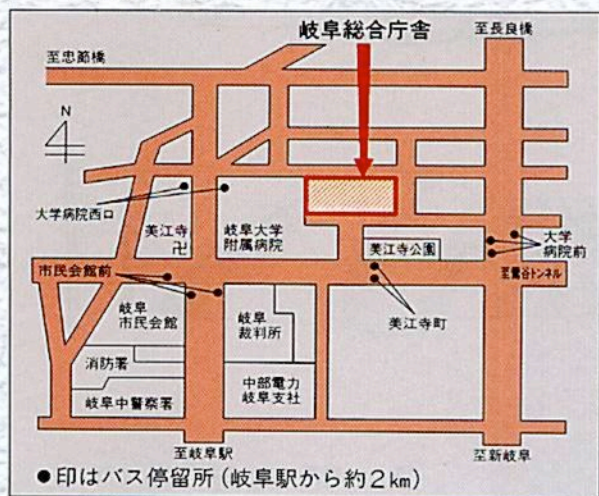 岐阜総合庁舎
至長良橋
至忠節橋
N
大学病院西口
美江寺
卍
岐阜大学
附属病院
美江寺公園
大学
病院前
市民会館前
至鶯谷トンネル
岐阜
市民会館
岐阜
裁判所
美江寺町
消防署
岐阜中警察署
中部電力
岐阜支社
至岐阜駅
至新岐阜
●印はバス停留所(岐阜駅から約2km)